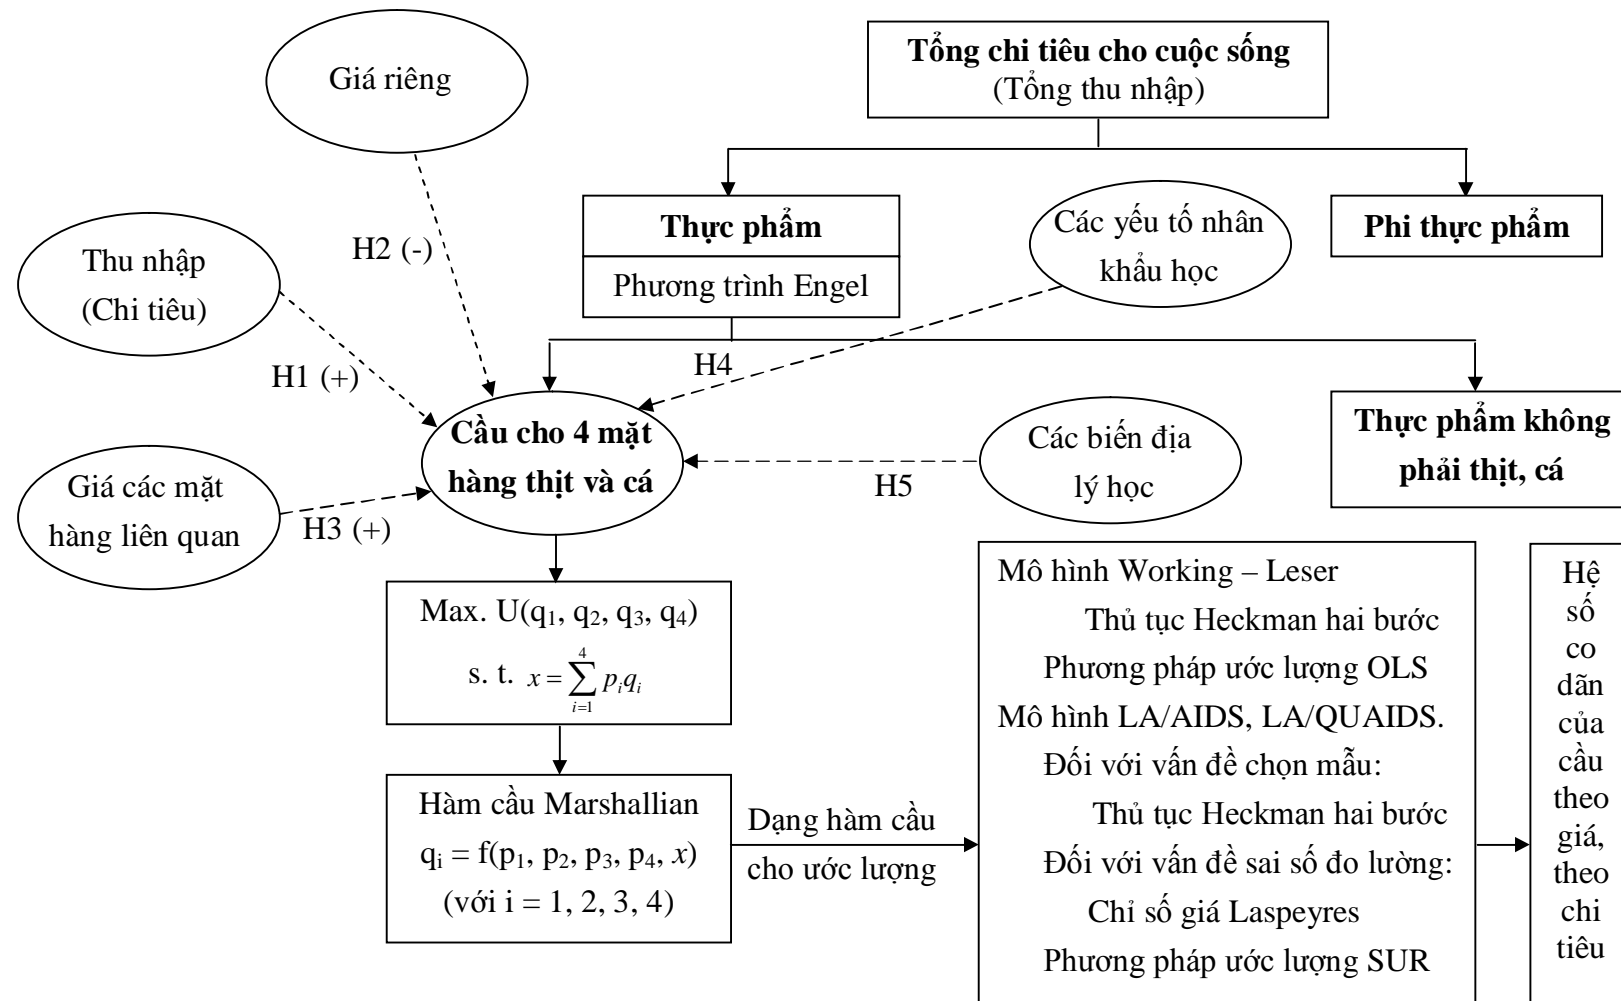 Giá riêng
Tổng chi tiêu cho cuộc sống
(Tổng thu nhập)
Thực phẩm
Phương trình Engel
Các yếu tố nhân
khẩu học
Phi thực phẩm
Thu nhập
(Chi tiêu)
H2 (-)
H1 (+)
H4
Cầu cho 4 mặt
hàng thịt và cá
Các biến địa
lý học
H5
Thực phẩm không
phải thịt, cá
Giá các mặt
hàng liên quan
H3 (+)
Max. U(q₁, q₂, q₃, q₄)
s. t. x = ∑_{i=1}^{4} p_i q_i
Hàm cầu Marshallian
qᵢ = f(p₁, p₂, p₃, p₄, x)
(với i = 1, 2, 3, 4)
Dạng hàm cầu
cho ước lượng
Mô hình Working – Leser
Thủ tục Heckman hai bước
Phương pháp ước lượng OLS
Mô hình LA/AIDS, LA/QUAIDS.
Đối với vấn đề chọn mẫu:
Thủ tục Heckman hai bước
Đối với vấn đề sai số đo lường:
Chỉ số giá Laspeyres
Phương pháp ước lượng SUR
Hệ
số
co
dãn
của
cầu
theo
giá,
theo
chi
tiêu